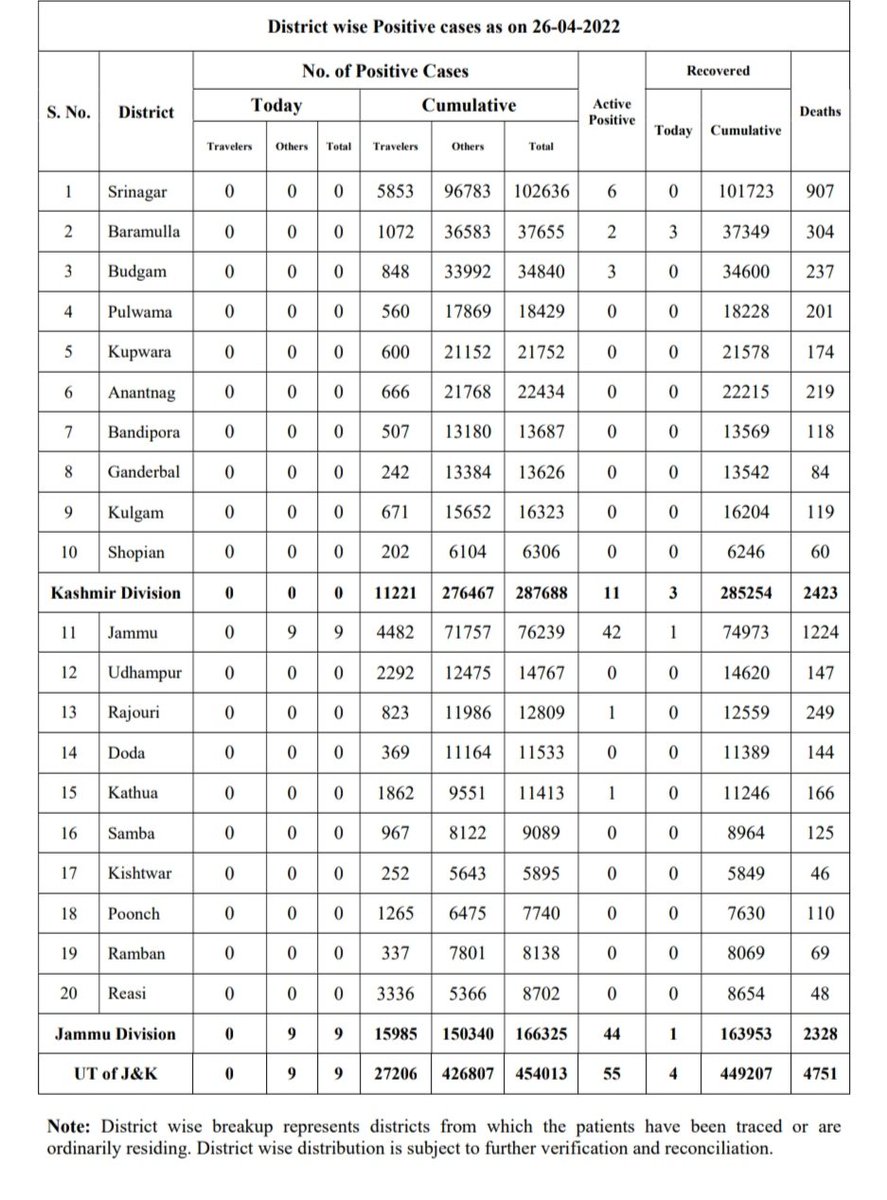 District wise Positive cases as on 26-04-2022
S. No. District No. of Positive Cases Active Positive Recovered Deaths
Today Cumulative Today Cumulative
Travelers Others Total Travelers Others Total
1 Srinagar 0 0 0 5853 96783 102636 6 0 101723 907
2 Baramulla 0 0 0 1072 36583 37655 2 3 37349 304
3 Budgam 0 0 0 848 33992 34840 3 0 34600 237
4 Pulwama 0 0 0 560 17869 18429 0 0 18228 201
5 Kupwara 0 0 0 600 21152 21752 0 0 21578 174
6 Anantnag 0 0 0 666 21768 22434 0 0 22215 219
7 Bandipora 0 0 0 507 13180 13687 0 0 13569 118
8 Ganderbal 0 0 0 242 13384 13626 0 0 13542 84
9 Kulgam 0 0 0 671 15652 16323 0 0 16204 119
10 Shopian 0 0 0 202 6104 6306 0 0 6246 60
Kashmir Division 0 0 0 11221 276467 287688 11 3 285254 2423
11 Jammu 0 9 9 4482 71757 76239 42 1 74973 1224
12 Udhampur 0 0 0 2292 12475 14767 0 0 14620 147
13 Rajouri 0 0 0 823 11986 12809 1 0 12559 249
14 Doda 0 0 0 369 11164 11533 0 0 11389 144
15 Kathua 0 0 0 1862 9551 11413 1 0 11246 166
16 Samba 0 0 0 967 8122 9089 0 0 8964 125
17 Kishtwar 0 0 0 252 5643 5895 0 0 5849 46
18 Poonch 0 0 0 1265 6475 7740 0 0 7630 110
19 Ramban 0 0 0 337 7801 8138 0 0 8069 69
20 Reasi 0 0 0 3336 5366 8702 0 0 8654 48
Jammu Division 0 9 9 15985 150340 166325 44 1 163953 2328
UT of J&K 0 9 9 27206 426807 454013 55 4 449207 4751
Note: District wise breakup represents districts from which the patients have been traced or are
ordinarily residing. District wise distribution is subject to further verification and reconciliation.